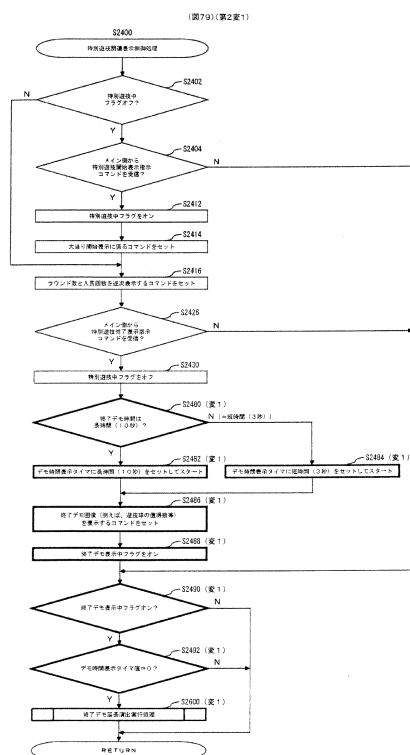 (図79)(第2変1)
S2400
特別遊技関連表示制御処理
S2402
特別遊技中
フラグオフ?
N
Y
S2404
メイン側から
特別遊技開始表示指示
コマンドを受信?
N
Y
S2412
特別遊技中フラグをオン
S2414
大当り開始表示に係るコマンドをセット
S2416
ラウンド数と入賞個数を逐次表示するコマンドをセット
S2426
メイン側から
特別遊技終了表示指示
コマンドを受信?
N
Y
S2430
特別遊技中フラグをオフ
S2480 (変1)
終了デモ時間は
長時間(10秒)?
N (=短時間(3秒))
Y
S2482 (変1)
デモ時間表示タイマに長時間(10秒)をセットしてスタート
S2484 (変1)
デモ時間表示タイマに短時間(3秒)をセットしてスタート
S2486 (変1)
終了デモ画像(例えば、遊技球の獲得数等)
を表示するコマンドをセット
S2488 (変1)
終了デモ表示中フラグをオン
S2490 (変1)
終了デモ表示中フラグオン?
N
Y
S2492 (変1)
デモ時間表示タイマ値=0?
N
Y
S2600 (変1)
終了デモ延長演出実行処理
RETURN